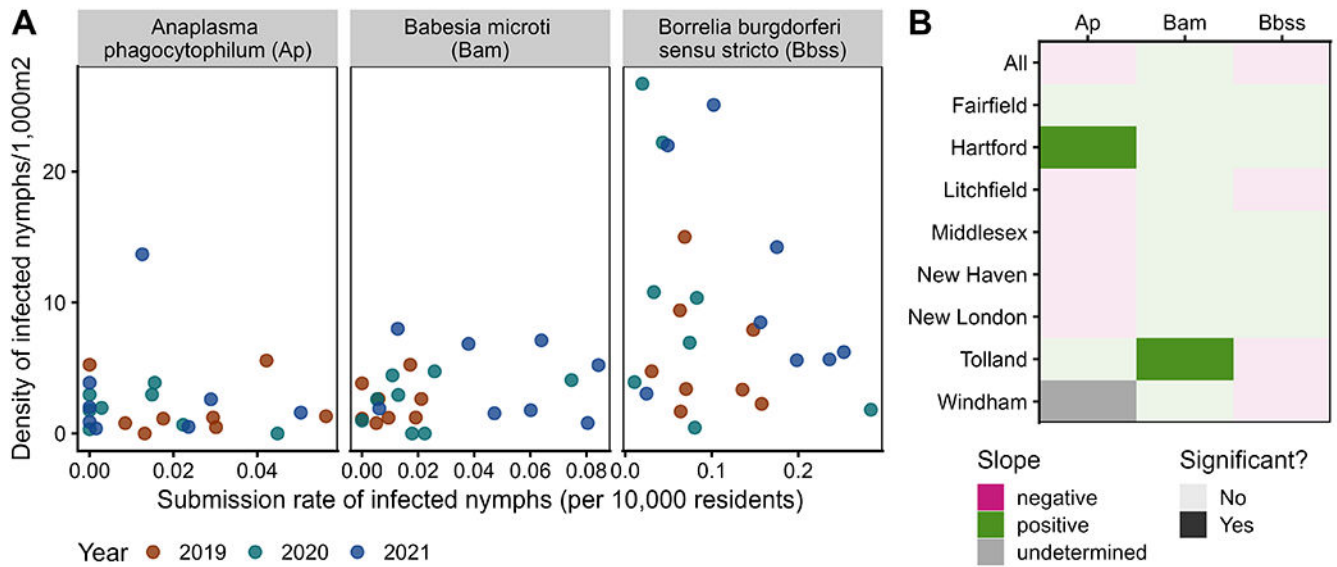 A
Anaplasma
phagocytophilum (Ap)
Babesia microti
(Bam)
Borrelia burgdorferi
sensu stricto (Bbss)
Density of infected nymphs/1,000m2
20
10
0
0.00 0.02 0.04
0.00 0.02 0.04 0.06 0.08
0.0 0.1 0.2
Submission rate of infected nymphs (per 10,000 residents)
Year 2019 2020 2021
B
Ap Bam Bbss
All
Fairfield
Hartford
Litchfield
Middlesex
New Haven
New London
Tolland
Windham
Slope
negative
positive
undetermined
Significant?
No
Yes